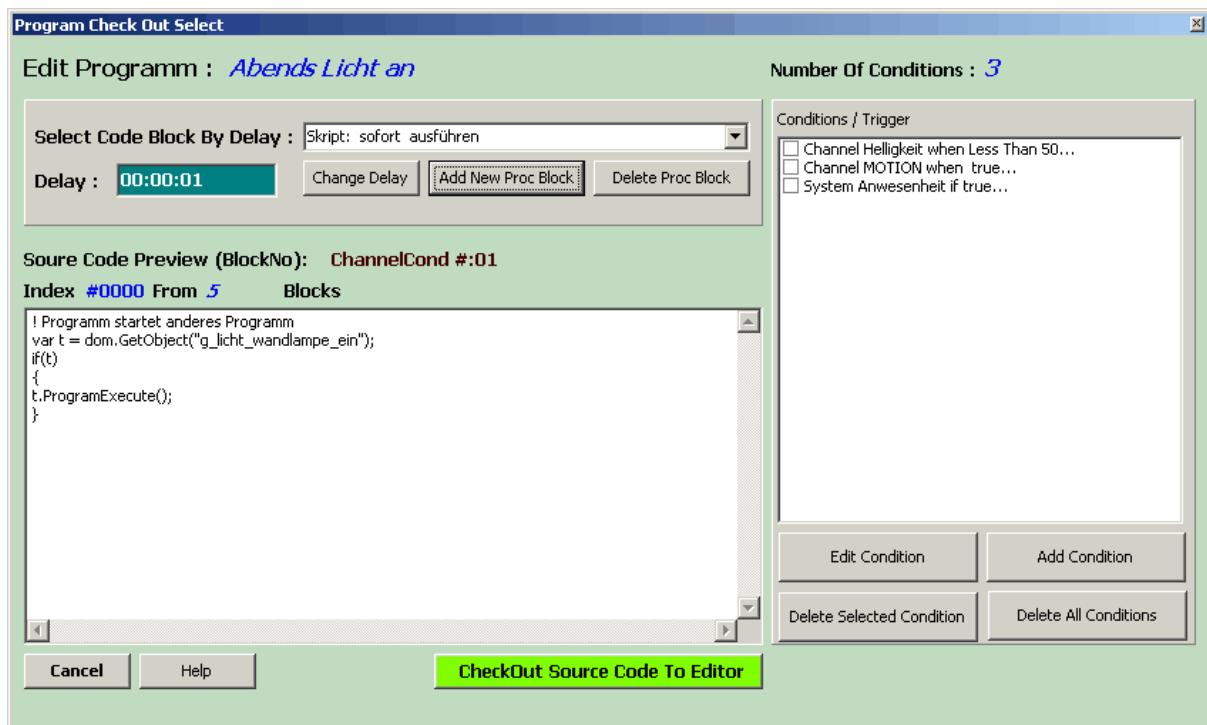 Program Check Out Select
Edit Programm : Abends Licht an
Number Of Conditions : 3
Select Code Block By Delay : Skript: sofort ausführen
Delay : 00:00:01
Change Delay
Add New Proc Block
Delete Proc Block
Conditions / Trigger
Channel Helligkeit when Less Than 50...
Channel MOTION when true...
System Anwesenheit if true...
Soure Code Preview (BlockNo): ChannelCond #:01
Index #0000 From 5 Blocks
! Programm startet anderes Programm
var t = dom.GetObject("g_licht_wandlampe_ein");
if(t)
{
t.ProgramExecute();
}
Edit Condition
Add Condition
Delete Selected Condition
Delete All Conditions
Cancel
Help
CheckOut Source Code To Editor